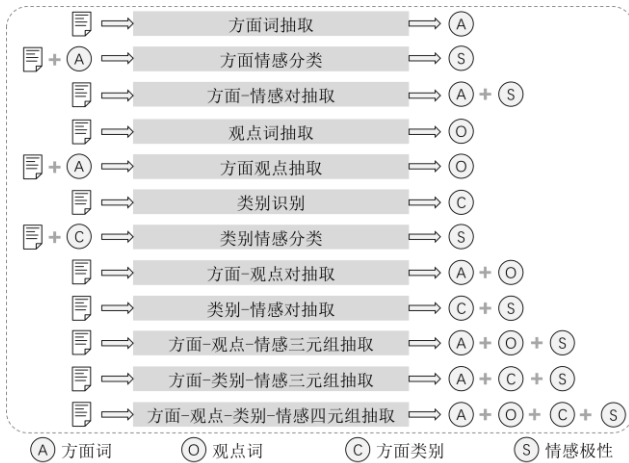 方面词抽取 A
+ A 方面情感分类 S
方面-情感对抽取 A + S
观点词抽取 O
+ A 方面观点抽取 O
类别识别 C
+ C 类别情感分类 S
方面-观点对抽取 A + O
类别-情感对抽取 C + S
方面-观点-情感三元组抽取 A + O + S
方面-类别-情感三元组抽取 A + C + S
方面-观点-类别-情感四元组抽取 A + O + C + S
A 方面词 O 观点词 C 方面类别 S 情感极性